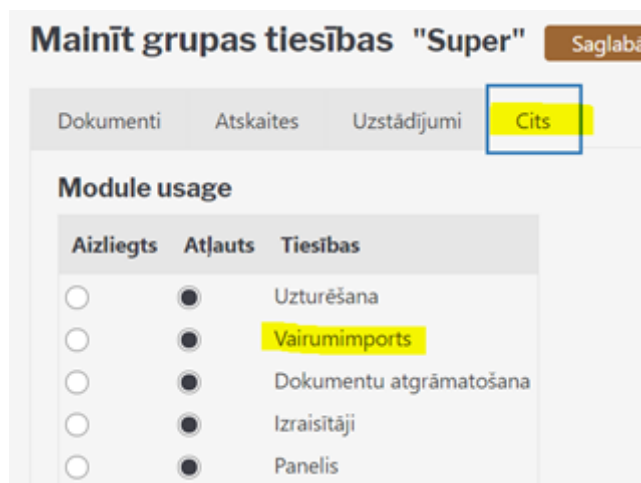 Mainīt grupas tiesības "Super"
Dokumenti Atskaites Uzstādījumi Cits
Module usage
Aizliegts Atļauts Tiesības
Uzturēšana
Vairumimports
Dokumentu atgrāmatošana
Izraisītāji
Panelis